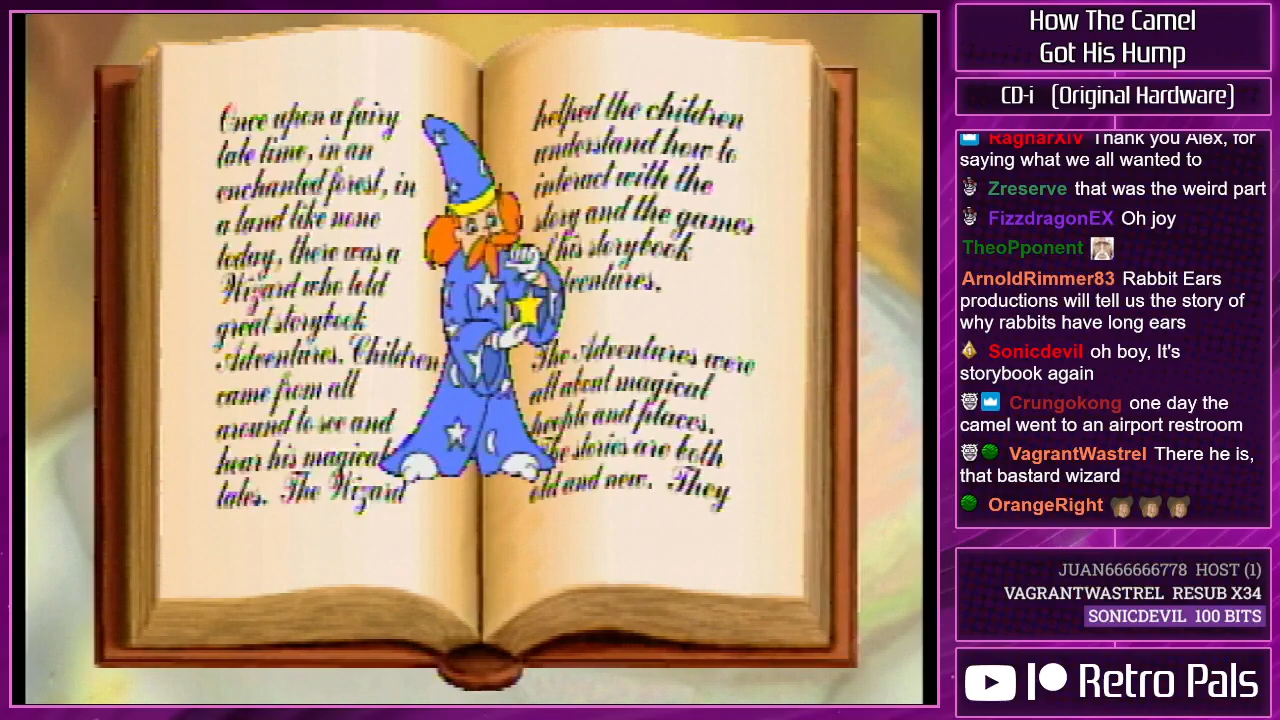 Once upon a fairy
tale time, in an
enchanted forest, in
a land like none
today, there was a
Wizard who told
great storybook
Adventures. Children
came from all
around to see and
hear his magical
tales. The Wizard
helped the children
understand how to
interact with the
story and the games
this storybook
dventures.
The Adventures were
all about magical
people and places.
The stories are both
old and new. They
How The Camel
Got His Hump
CD-i (Original Hardware)
RagnarXIV Thank you Alex, for
saying what we all wanted to
Zreserve that was the weird part
FizzdragonEX Oh joy
TheoPponent
ArnoldRimmer83 Rabbit Ears
productions will tell us the story of
why rabbits have long ears
Sonicdevil oh boy, It's
storybook again
Crungokong one day the
camel went to an airport restroom
VagrantWastrel There he is,
that bastard wizard
OrangeRight
JUAN666666778 HOST (1)
VAGRANTWASTREL RESUB X34
SONICDEVIL 100 BITS
Retro Pals